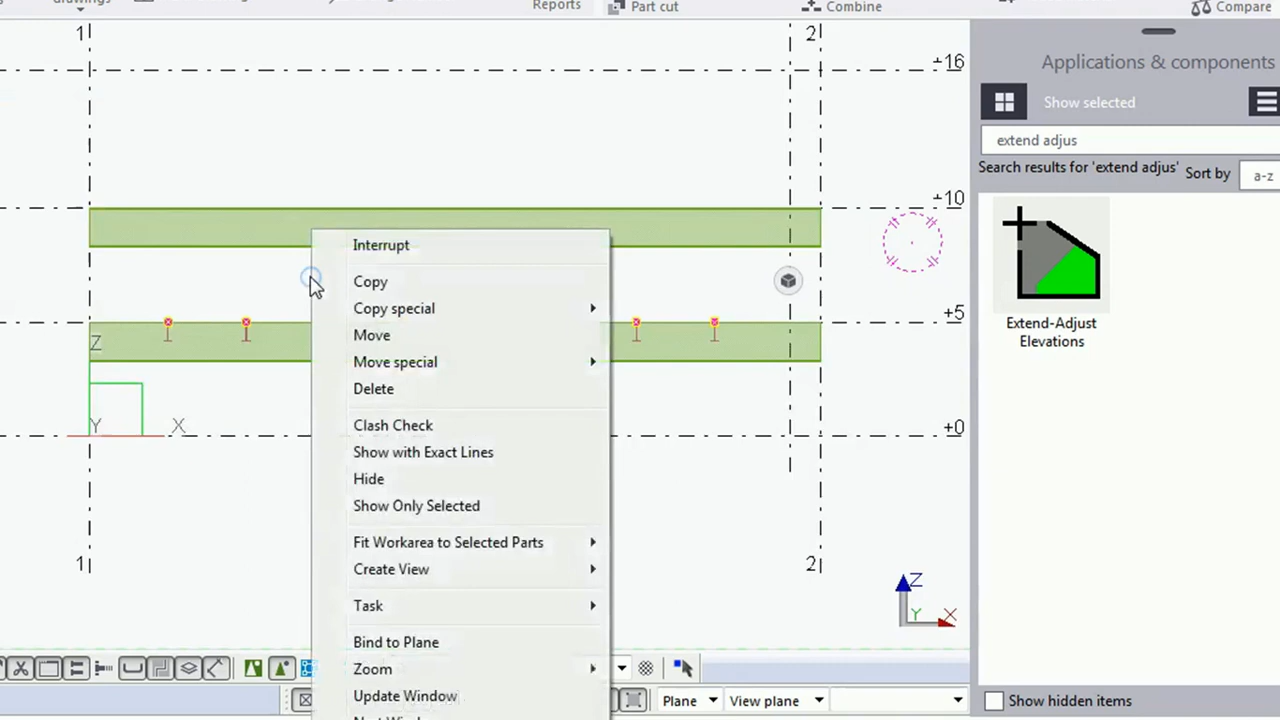 drawings
Reports
Part cut
Combine
Compare
1
2
+16
+10
+5
+0
Z
Y
X
1
2
Z
Y
X
Interrupt
Copy
Copy special
Move
Move special
Delete
Clash Check
Show with Exact Lines
Hide
Show Only Selected
Fit Workarea to Selected Parts
Create View
Task
Bind to Plane
Zoom
Update Window
Applications & components
Show selected
extend adjus
Search results for 'extend adjus'
Sort by
a-z
Extend-Adjust
Elevations
Show hidden items
Plane
View plane